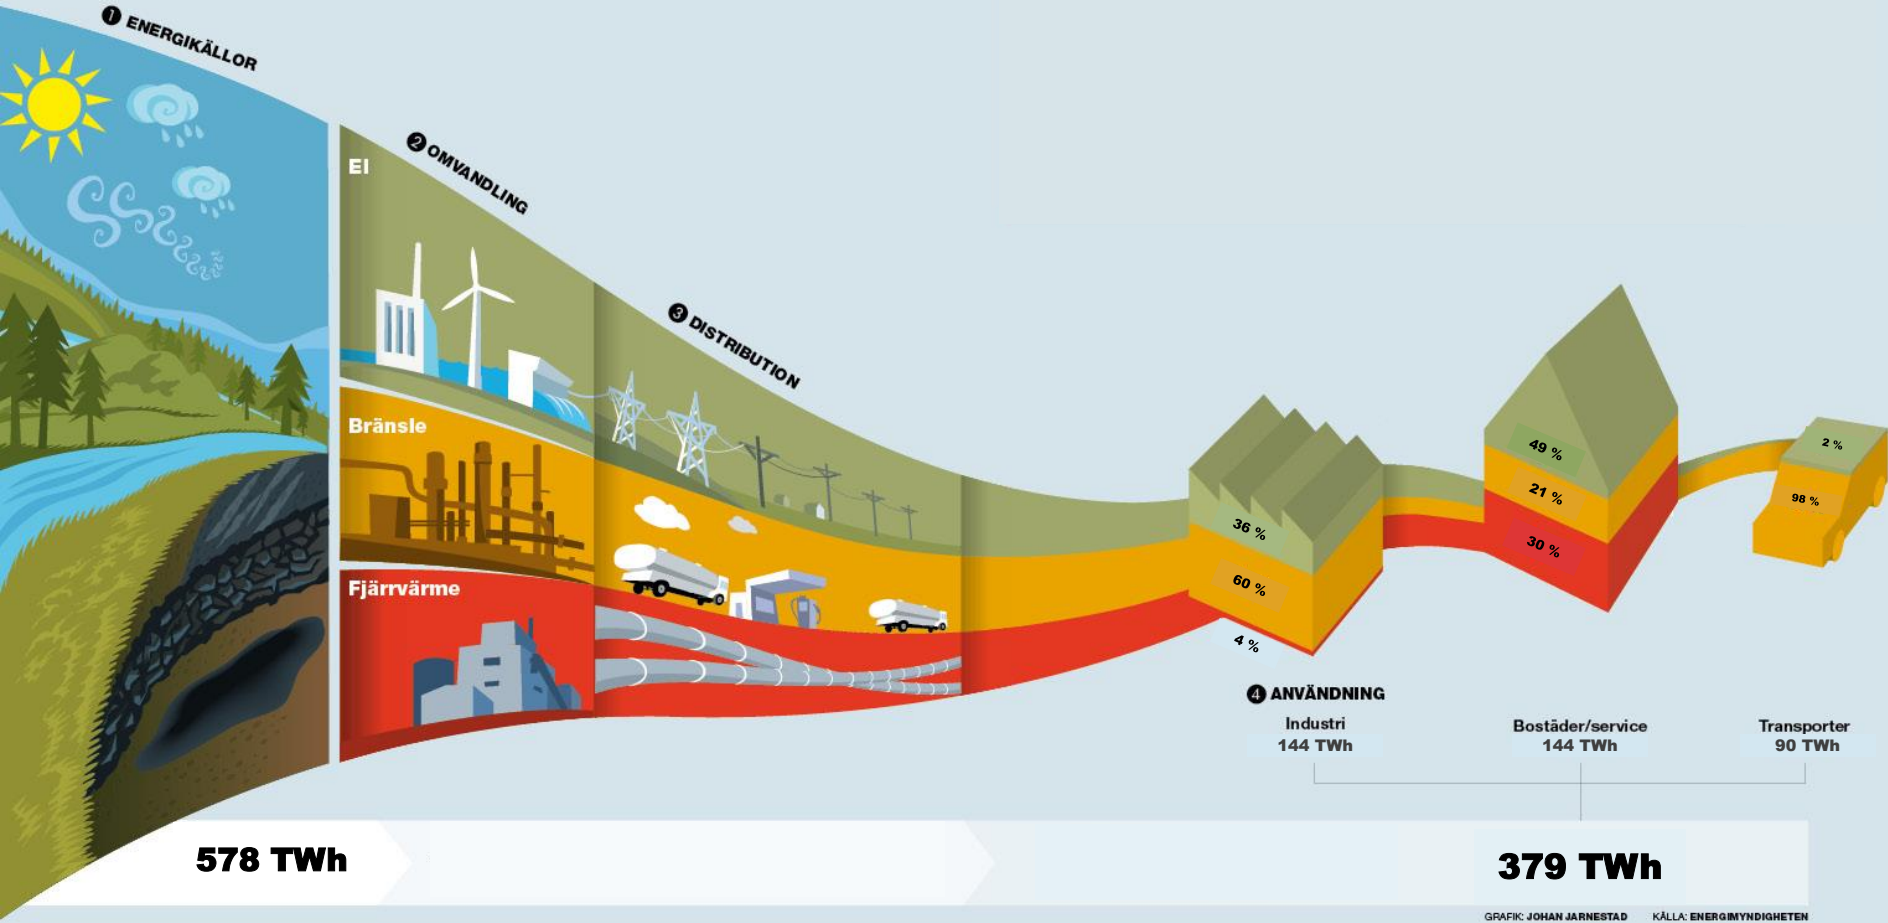 1 ENERGIKÄLLOR
2 OMVANDLING
El
3 DISTRIBUTION
Bränsle
Fjärrvärme
36 %
60 %
4 %
49 %
21 %
30 %
2 %
98 %
4 ANVÄNDNING
Industri
144 TWh
Bostäder/service
144 TWh
Transporter
90 TWh
578 TWh
379 TWh
GRAFIK: JOHAN JARNESTAD KÄLLA: ENERGIMYNDIGHETEN